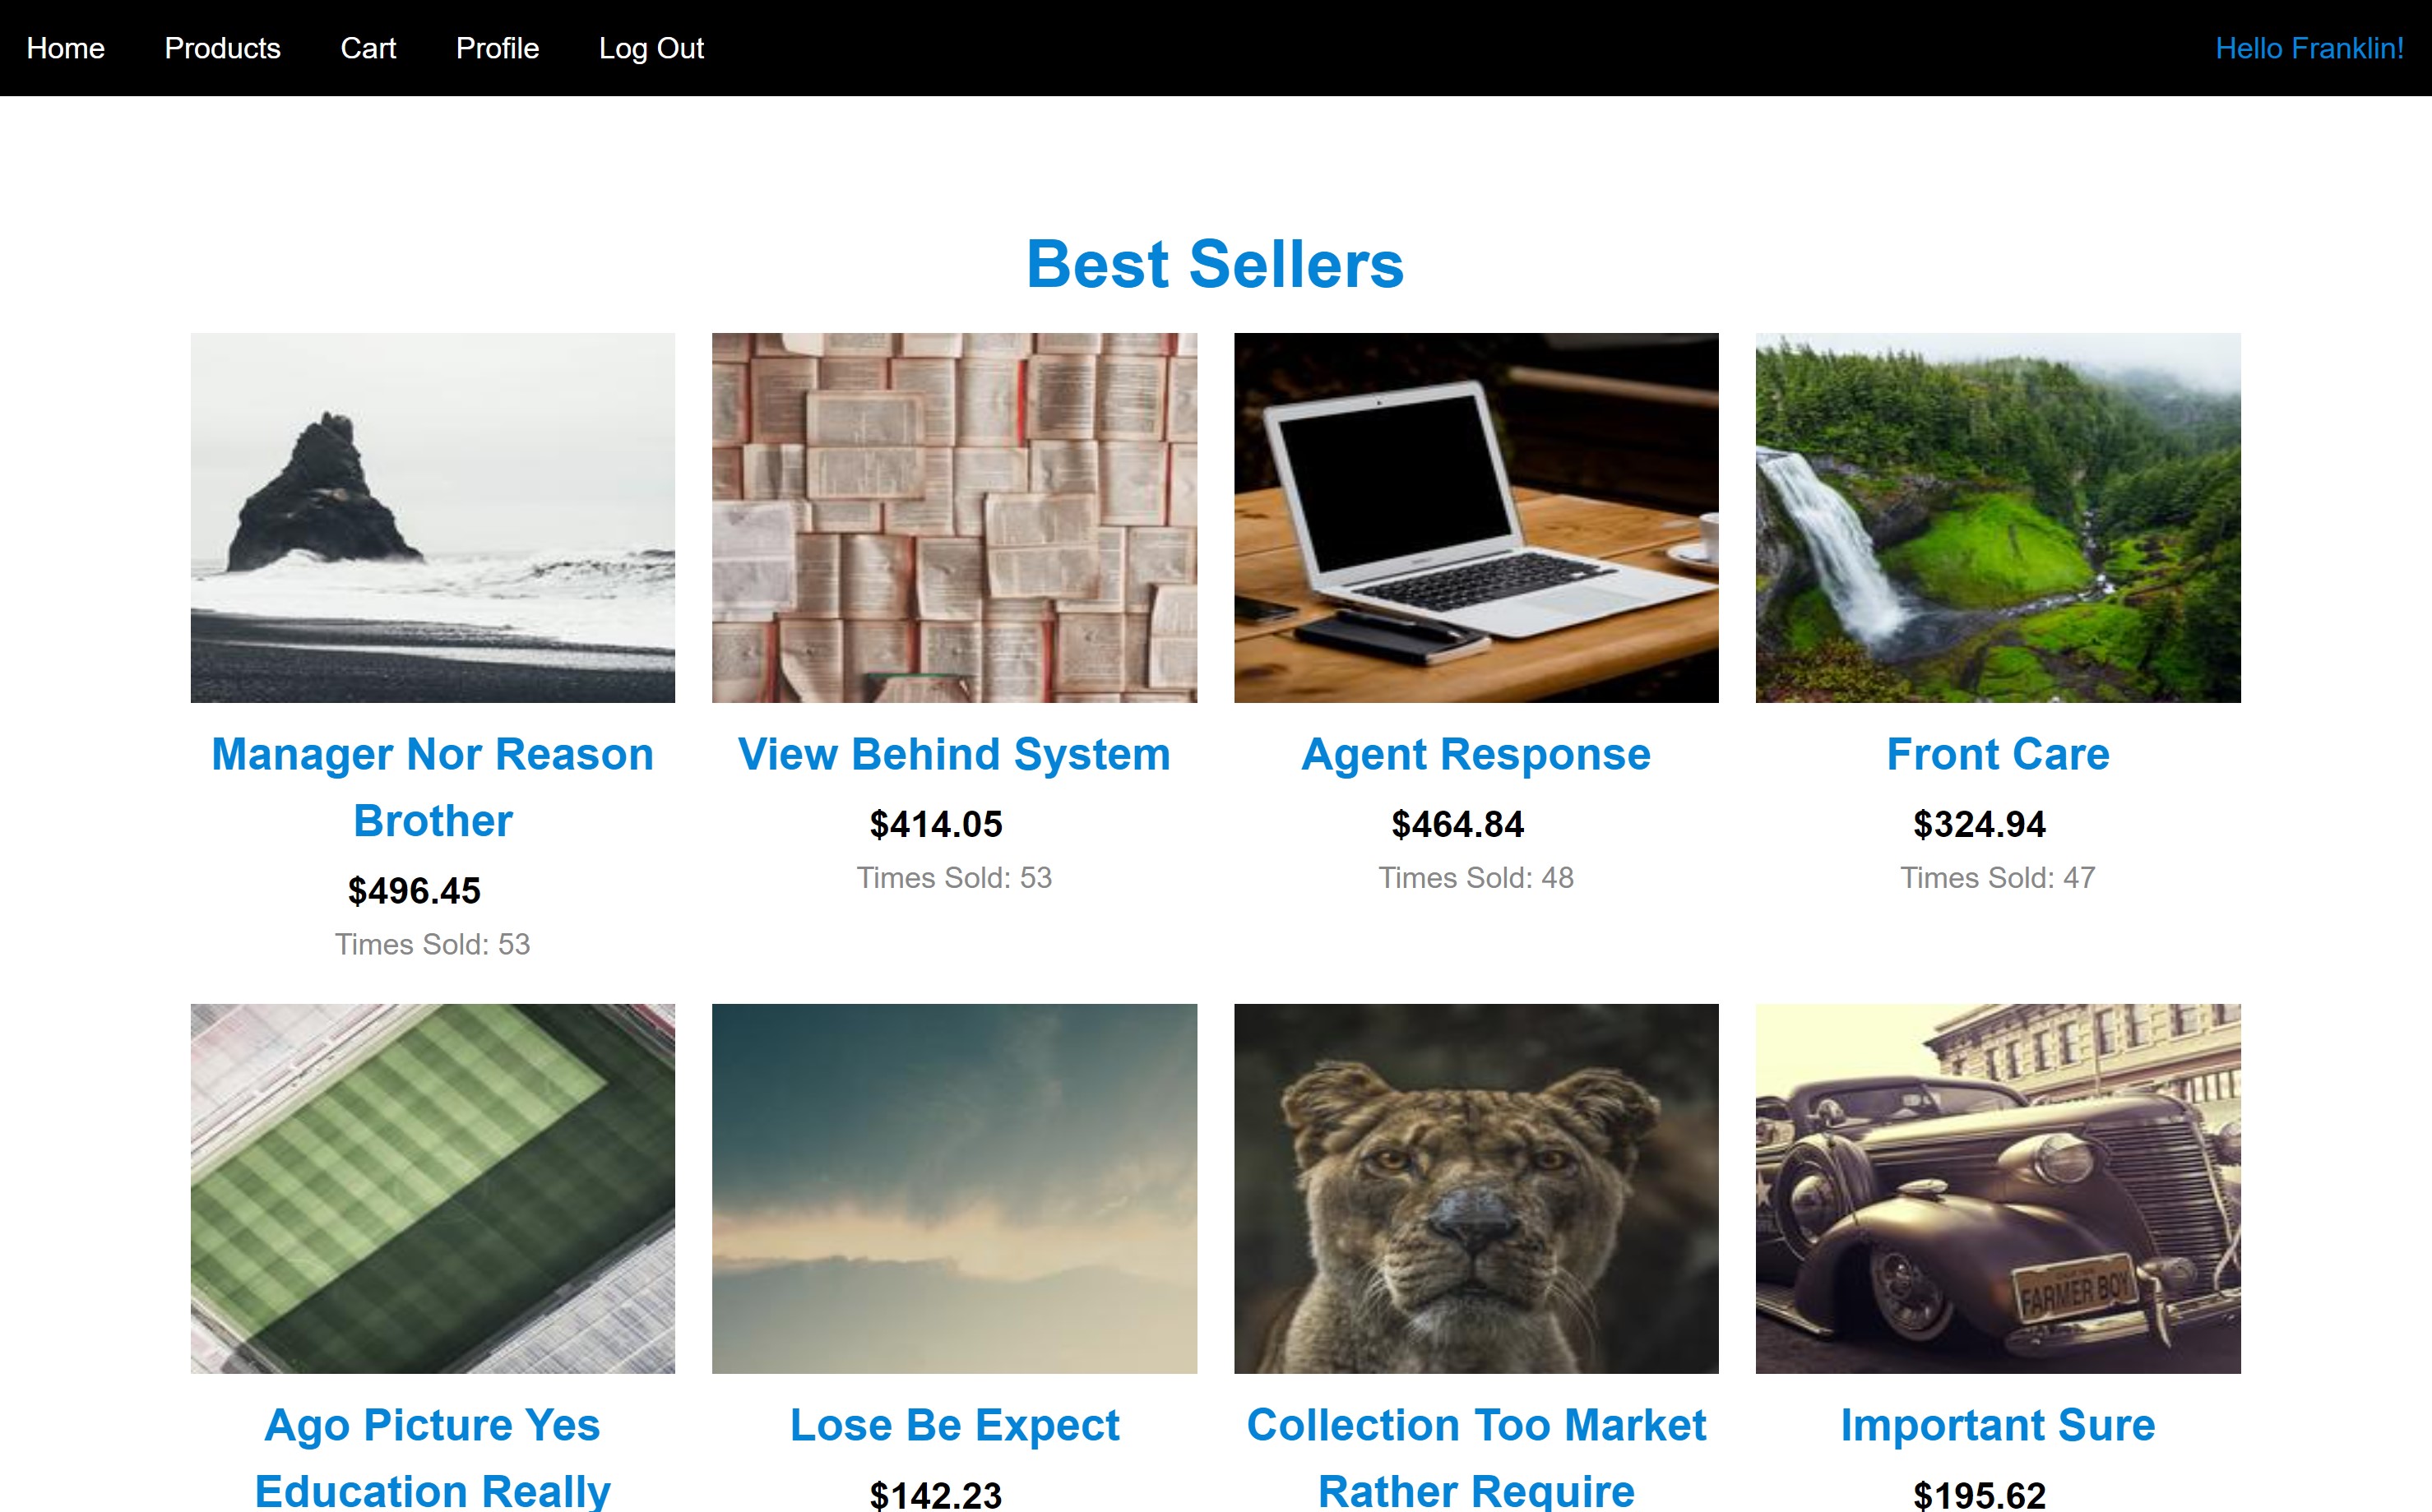 Home Products Cart Profile Log Out Hello Franklin!
Best Sellers
Manager Nor Reason
Brother
$496.45
Times Sold: 53
View Behind System
$414.05
Times Sold: 53
Agent Response
$464.84
Times Sold: 48
Front Care
$324.94
Times Sold: 47
FARMER BOY
Ago Picture Yes
Education Really
Lose Be Expect
$142.23
Collection Too Market
Rather Require
Important Sure
$195.62